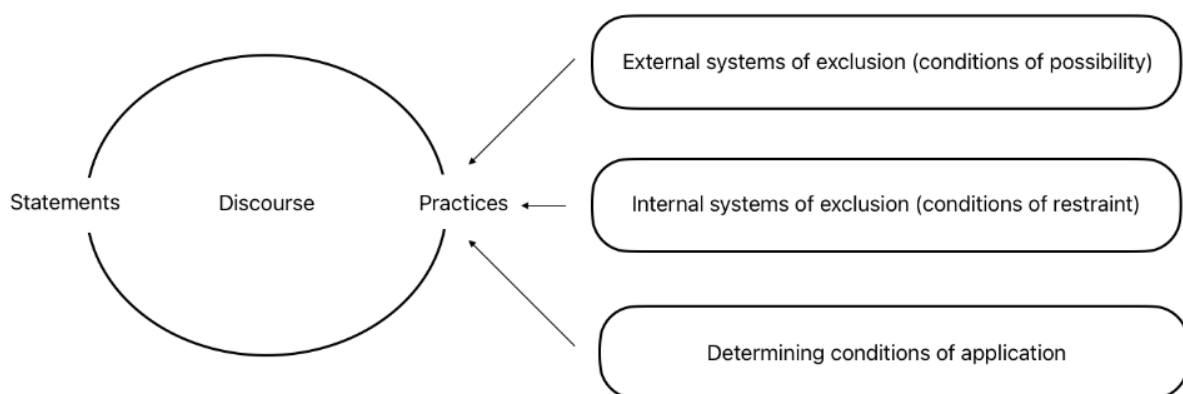 External systems of exclusion (conditions of possibility)
Statements
Discourse
Practices
Internal systems of exclusion (conditions of restraint)
Determining conditions of application